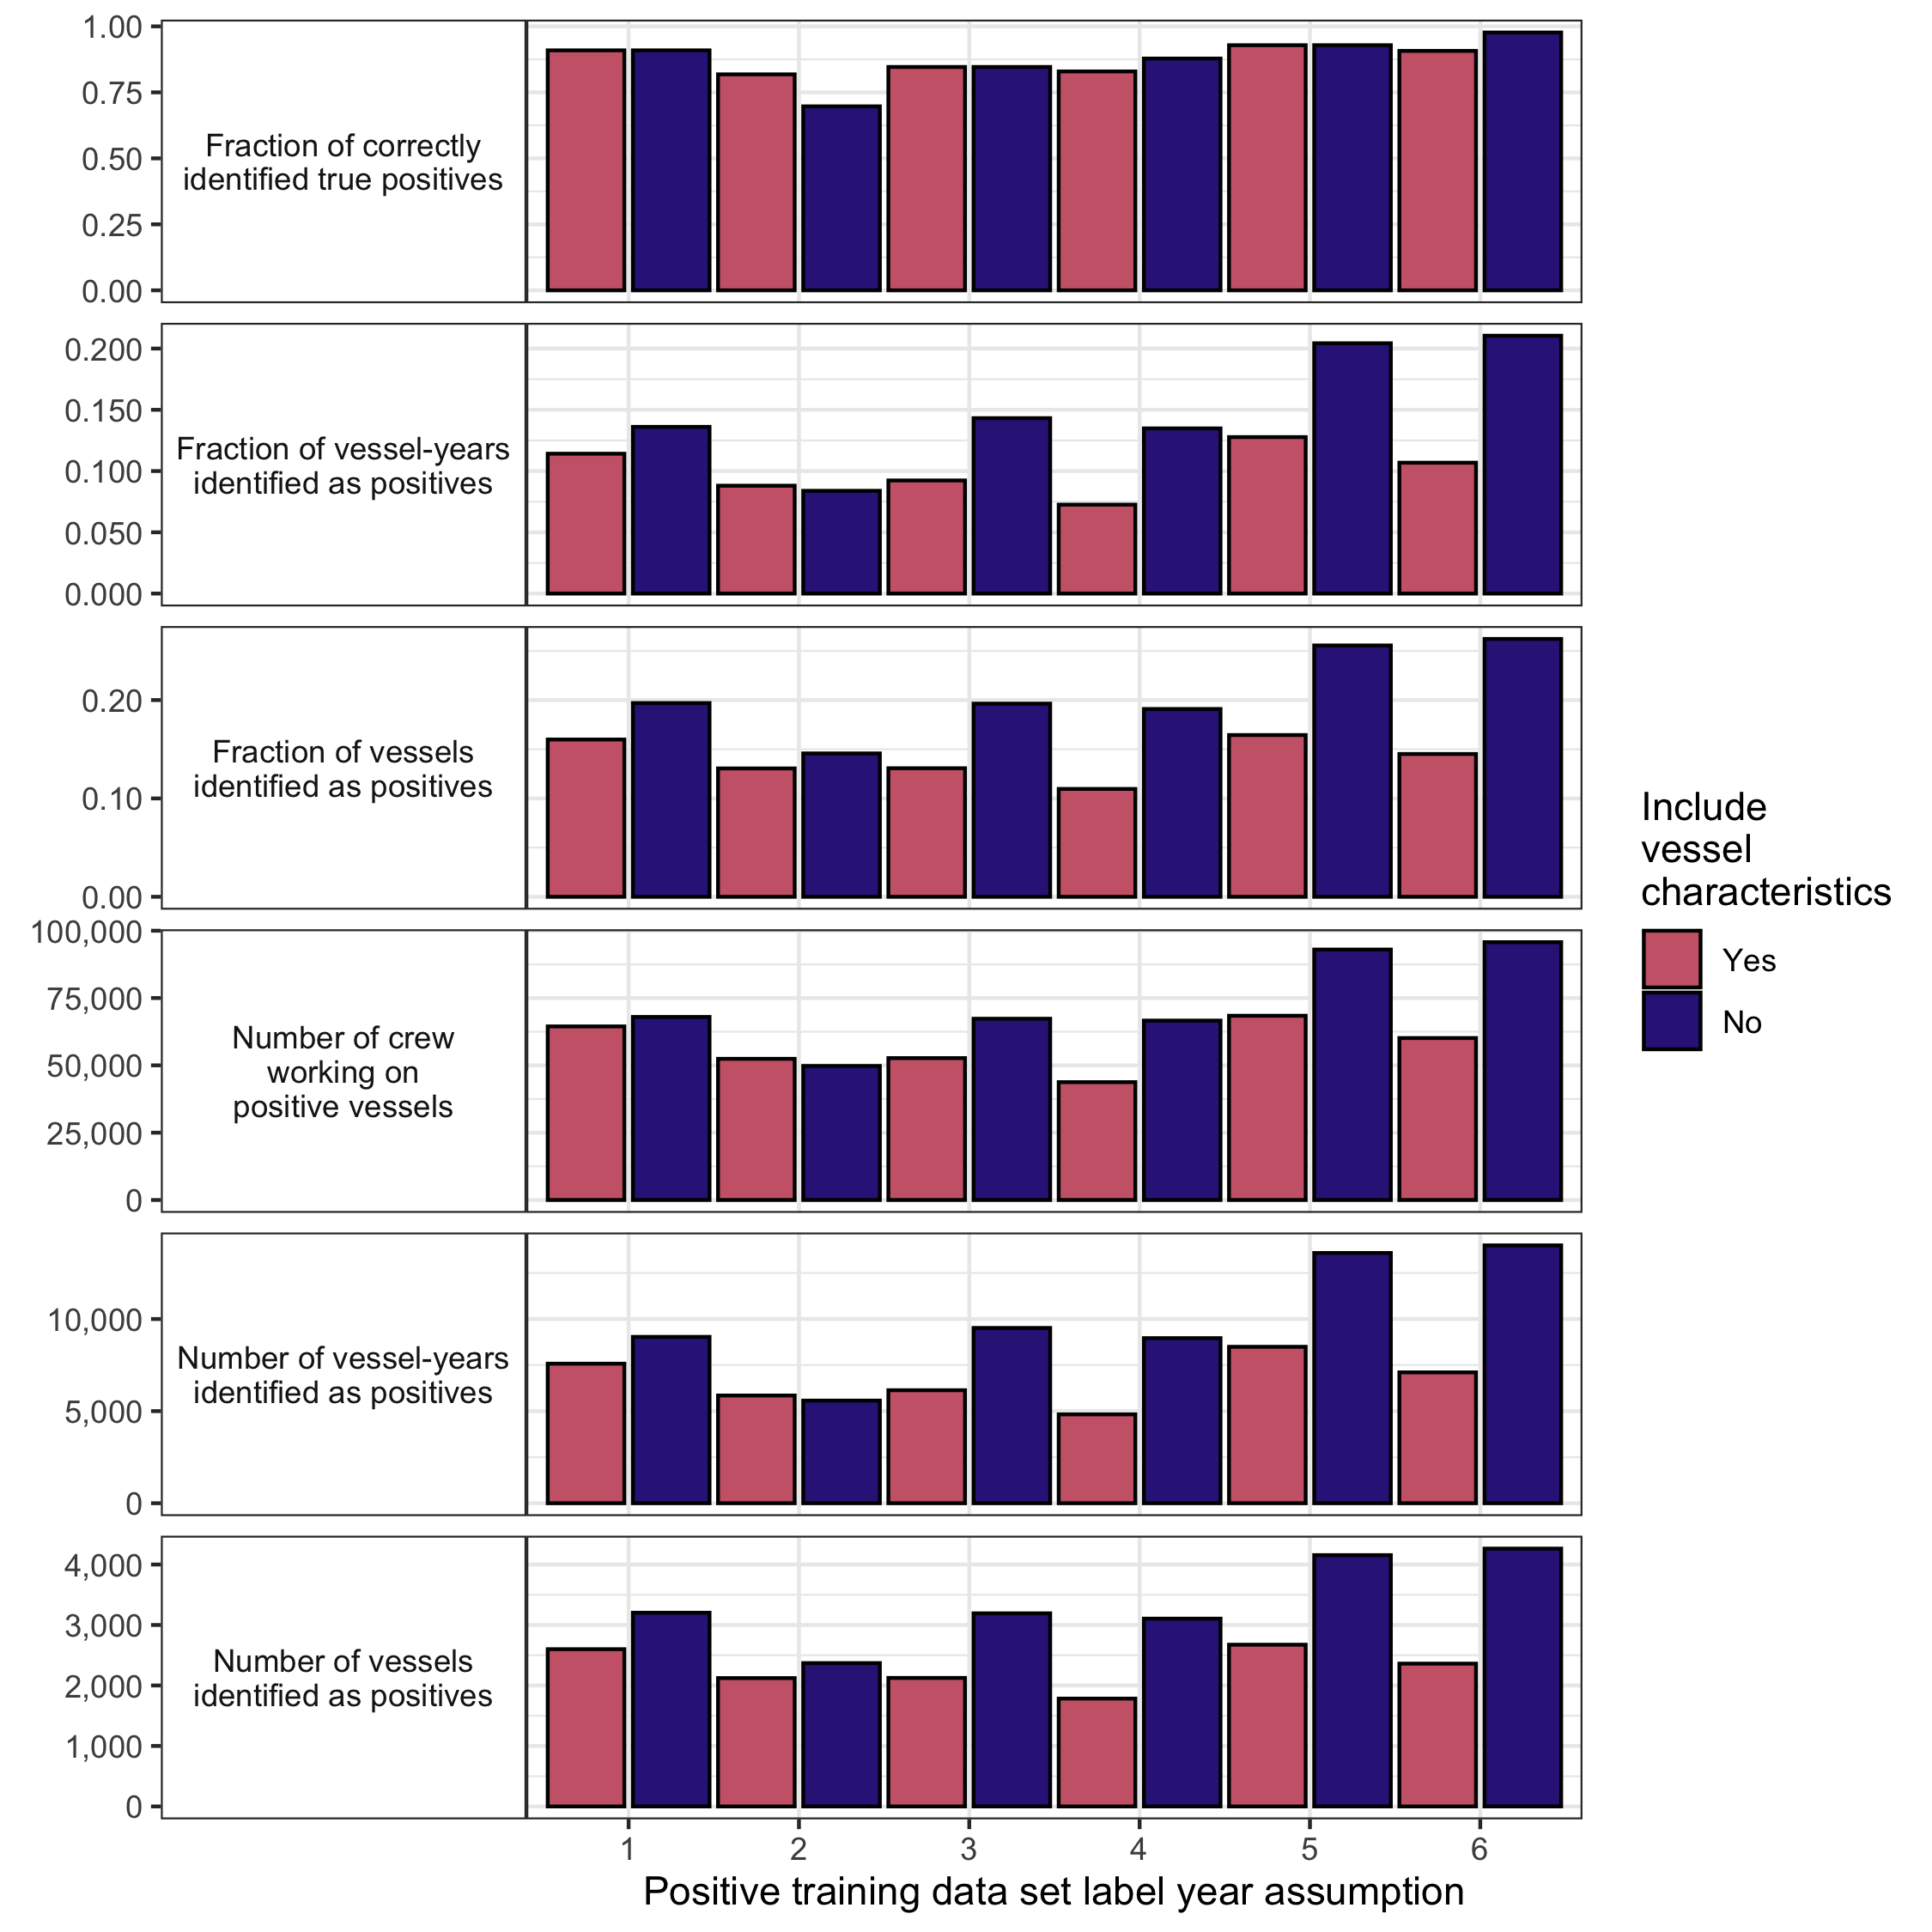 1.00
0.75
0.50
0.25
0.00
Fraction of correctly
identified true positives
0.200
0.150
0.100
0.050
0.000
Fraction of vessel-years
identified as positives
0.20
0.10
0.00
Fraction of vessels
identified as positives
100,000
75,000
50,000
25,000
0
Number of crew
working on
positive vessels
10,000
5,000
0
Number of vessel-years
identified as positives
4,000
3,000
2,000
1,000
0
Number of vessels
identified as positives
1 2 3 4 5 6
Positive training data set label year assumption
Include
vessel
characteristics
Yes
No